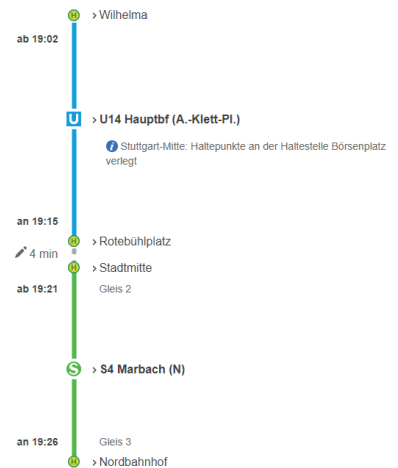 Wilhelma
ab 19:02
U
U14 Hauptbf (A.-Klett-Pl.)
i Stuttgart-Mitte: Haltepunkte an der Haltestelle Börsenplatz
verlegt
an 19:15
H
Rotebühlplatz
4 min
H
Stadtmitte
ab 19:21 Gleis 2
S
S4 Marbach (N)
an 19:26 Gleis 3
H
Nordbahnhof